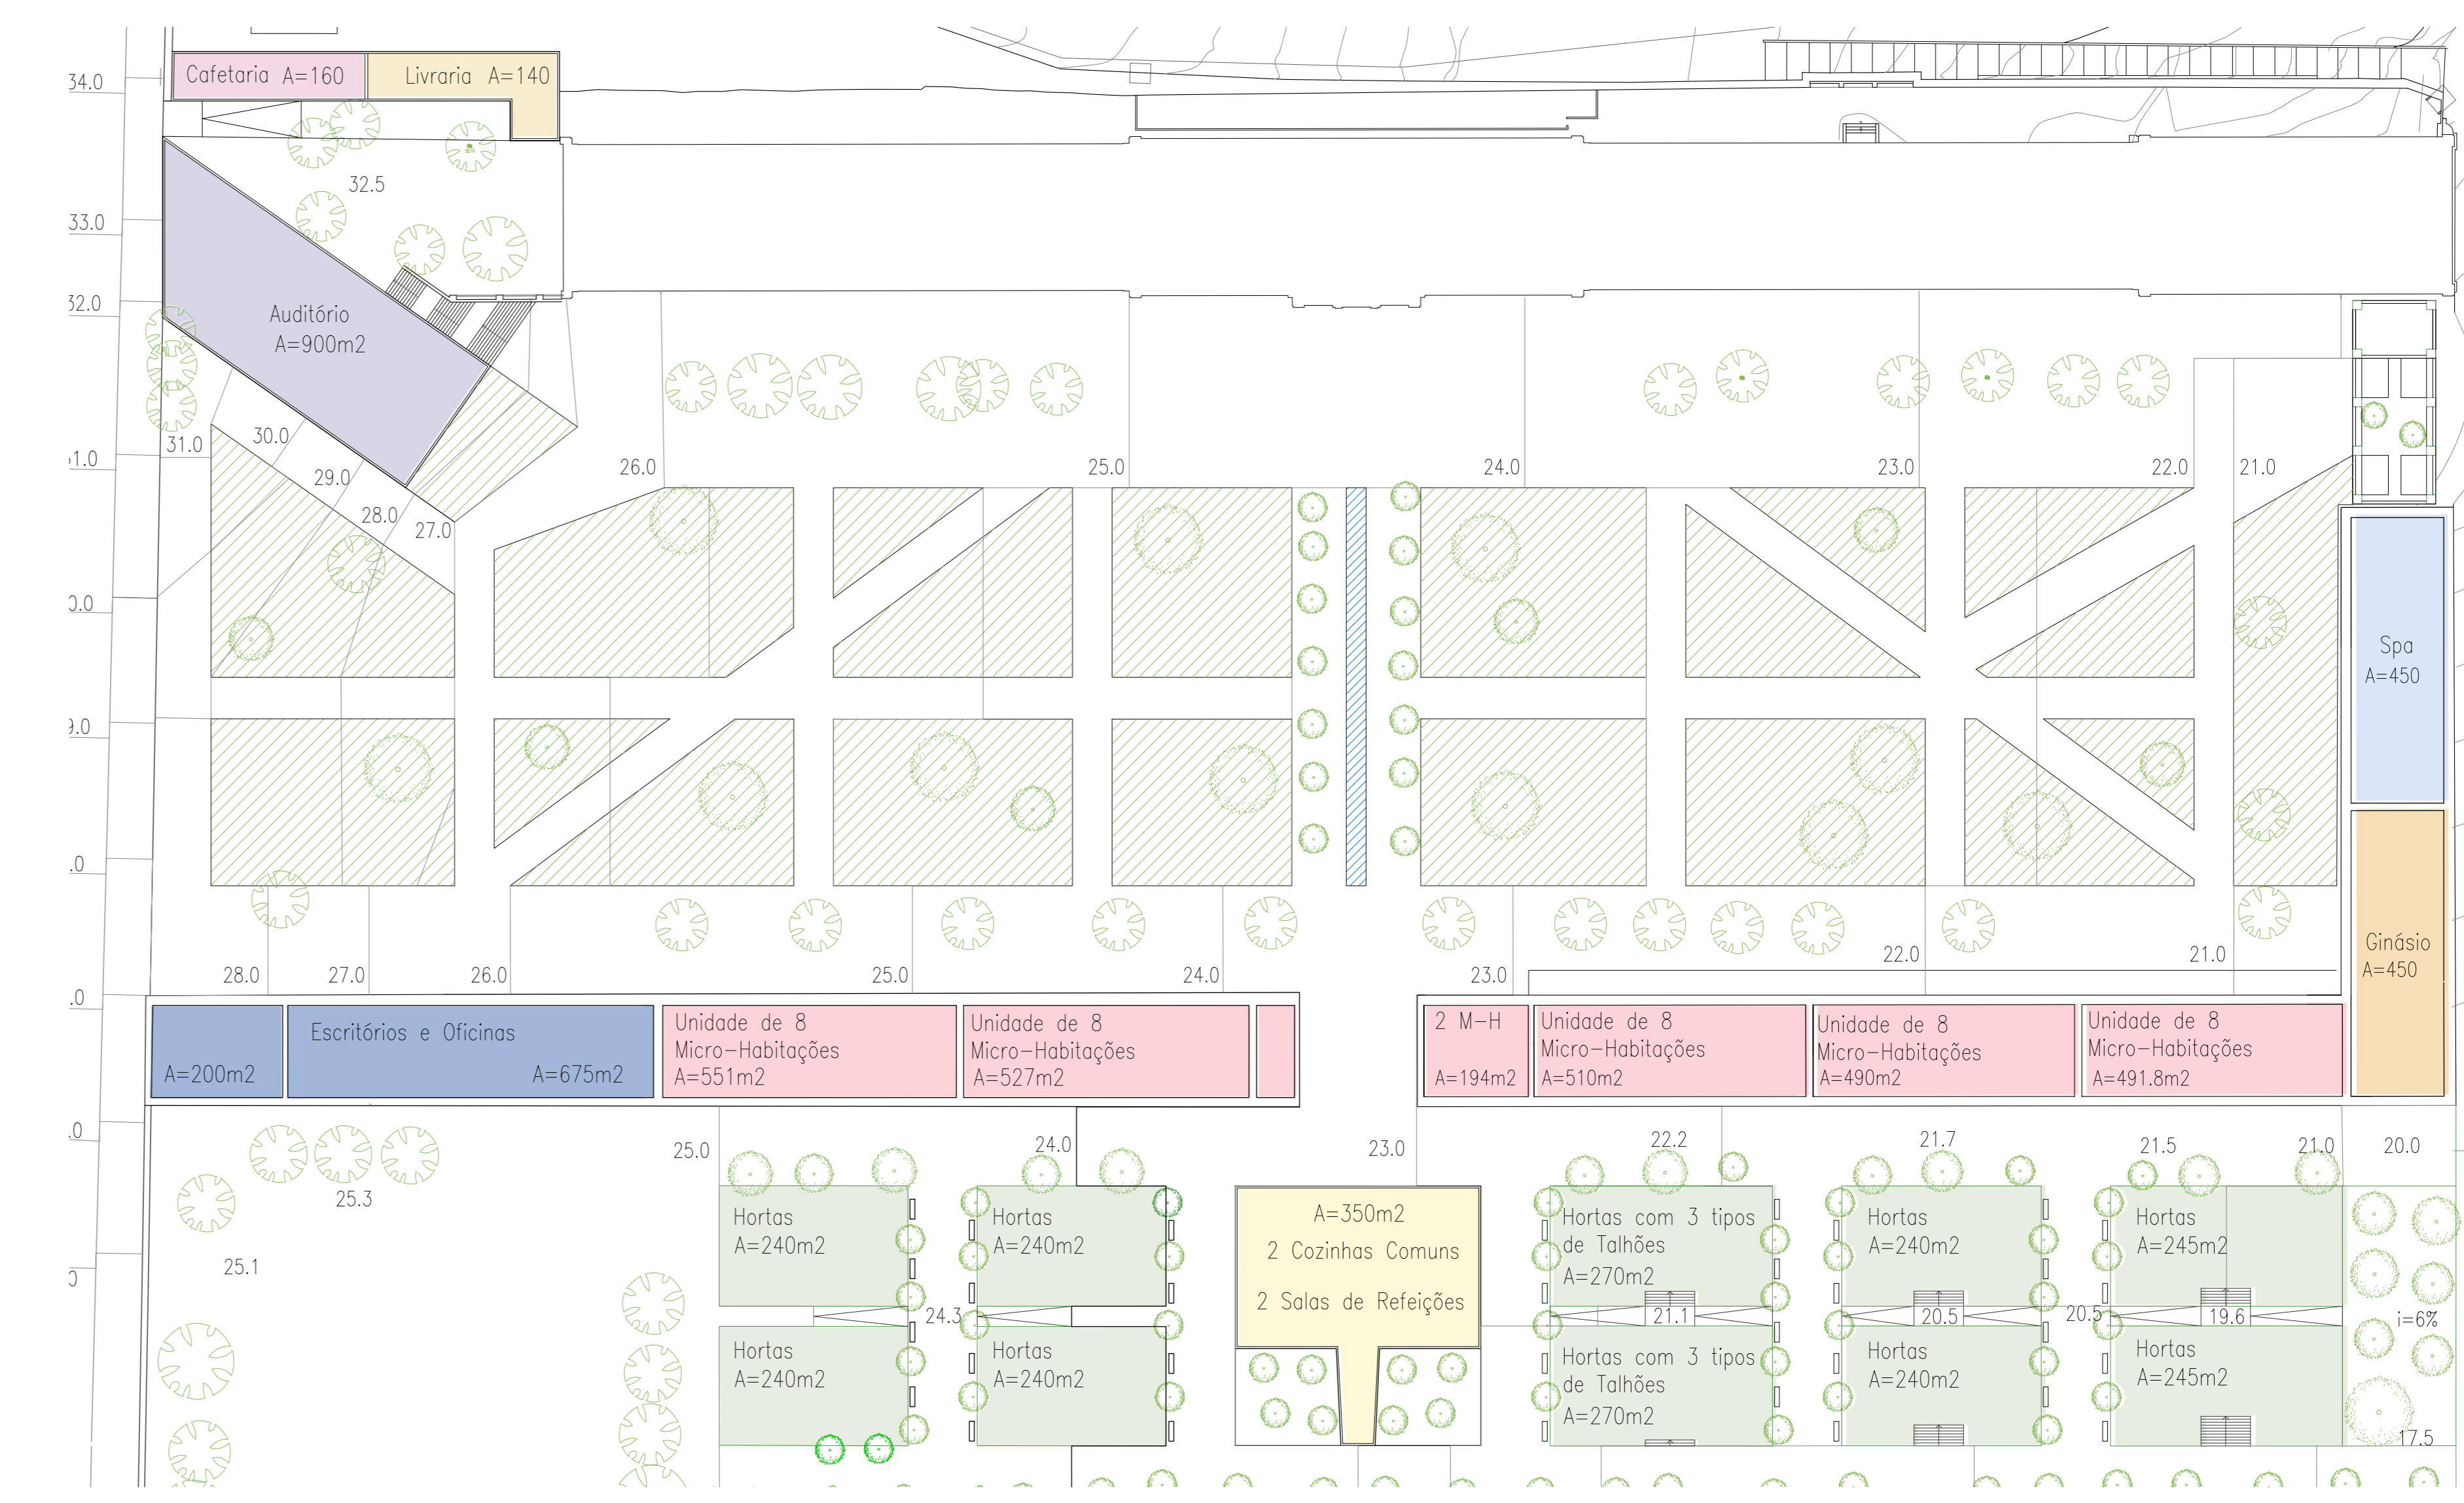 34.0
Cafetaria A=160
Livraria A=140
32.5
33.0
32.0
Auditório
A=900m2
31.0
30.0
29.0
28.0
27.0
26.0
25.0
24.0
23.0
22.0
21.0
Spa
A=450
Ginásio
A=450
28.0
27.0
26.0
25.0
24.0
23.0
22.0
21.0
A=200m2
Escritórios e Oficinas
A=675m2
Unidade de 8
Micro-Habitações
A=551m2
Unidade de 8
Micro-Habitações
A=527m2
2 M-H
A=194m2
Unidade de 8
Micro-Habitações
A=510m2
Unidade de 8
Micro-Habitações
A=490m2
Unidade de 8
Micro-Habitações
A=491.8m2
25.3
25.1
25.0
24.0
23.0
22.2
21.7
21.5
21.0
20.0
Hortas
A=240m2
Hortas
A=240m2
A=350m2
2 Cozinhas Comuns
2 Salas de Refeições
Hortas com 3 tipos
de Talhões
A=270m2
Hortas
A=240m2
Hortas
A=245m2
24.3
21.1
20.5
20.5
19.6
i=6%
Hortas
A=240m2
Hortas
A=240m2
Hortas com 3 tipos
de Talhões
A=270m2
Hortas
A=240m2
Hortas
A=245m2
17.5